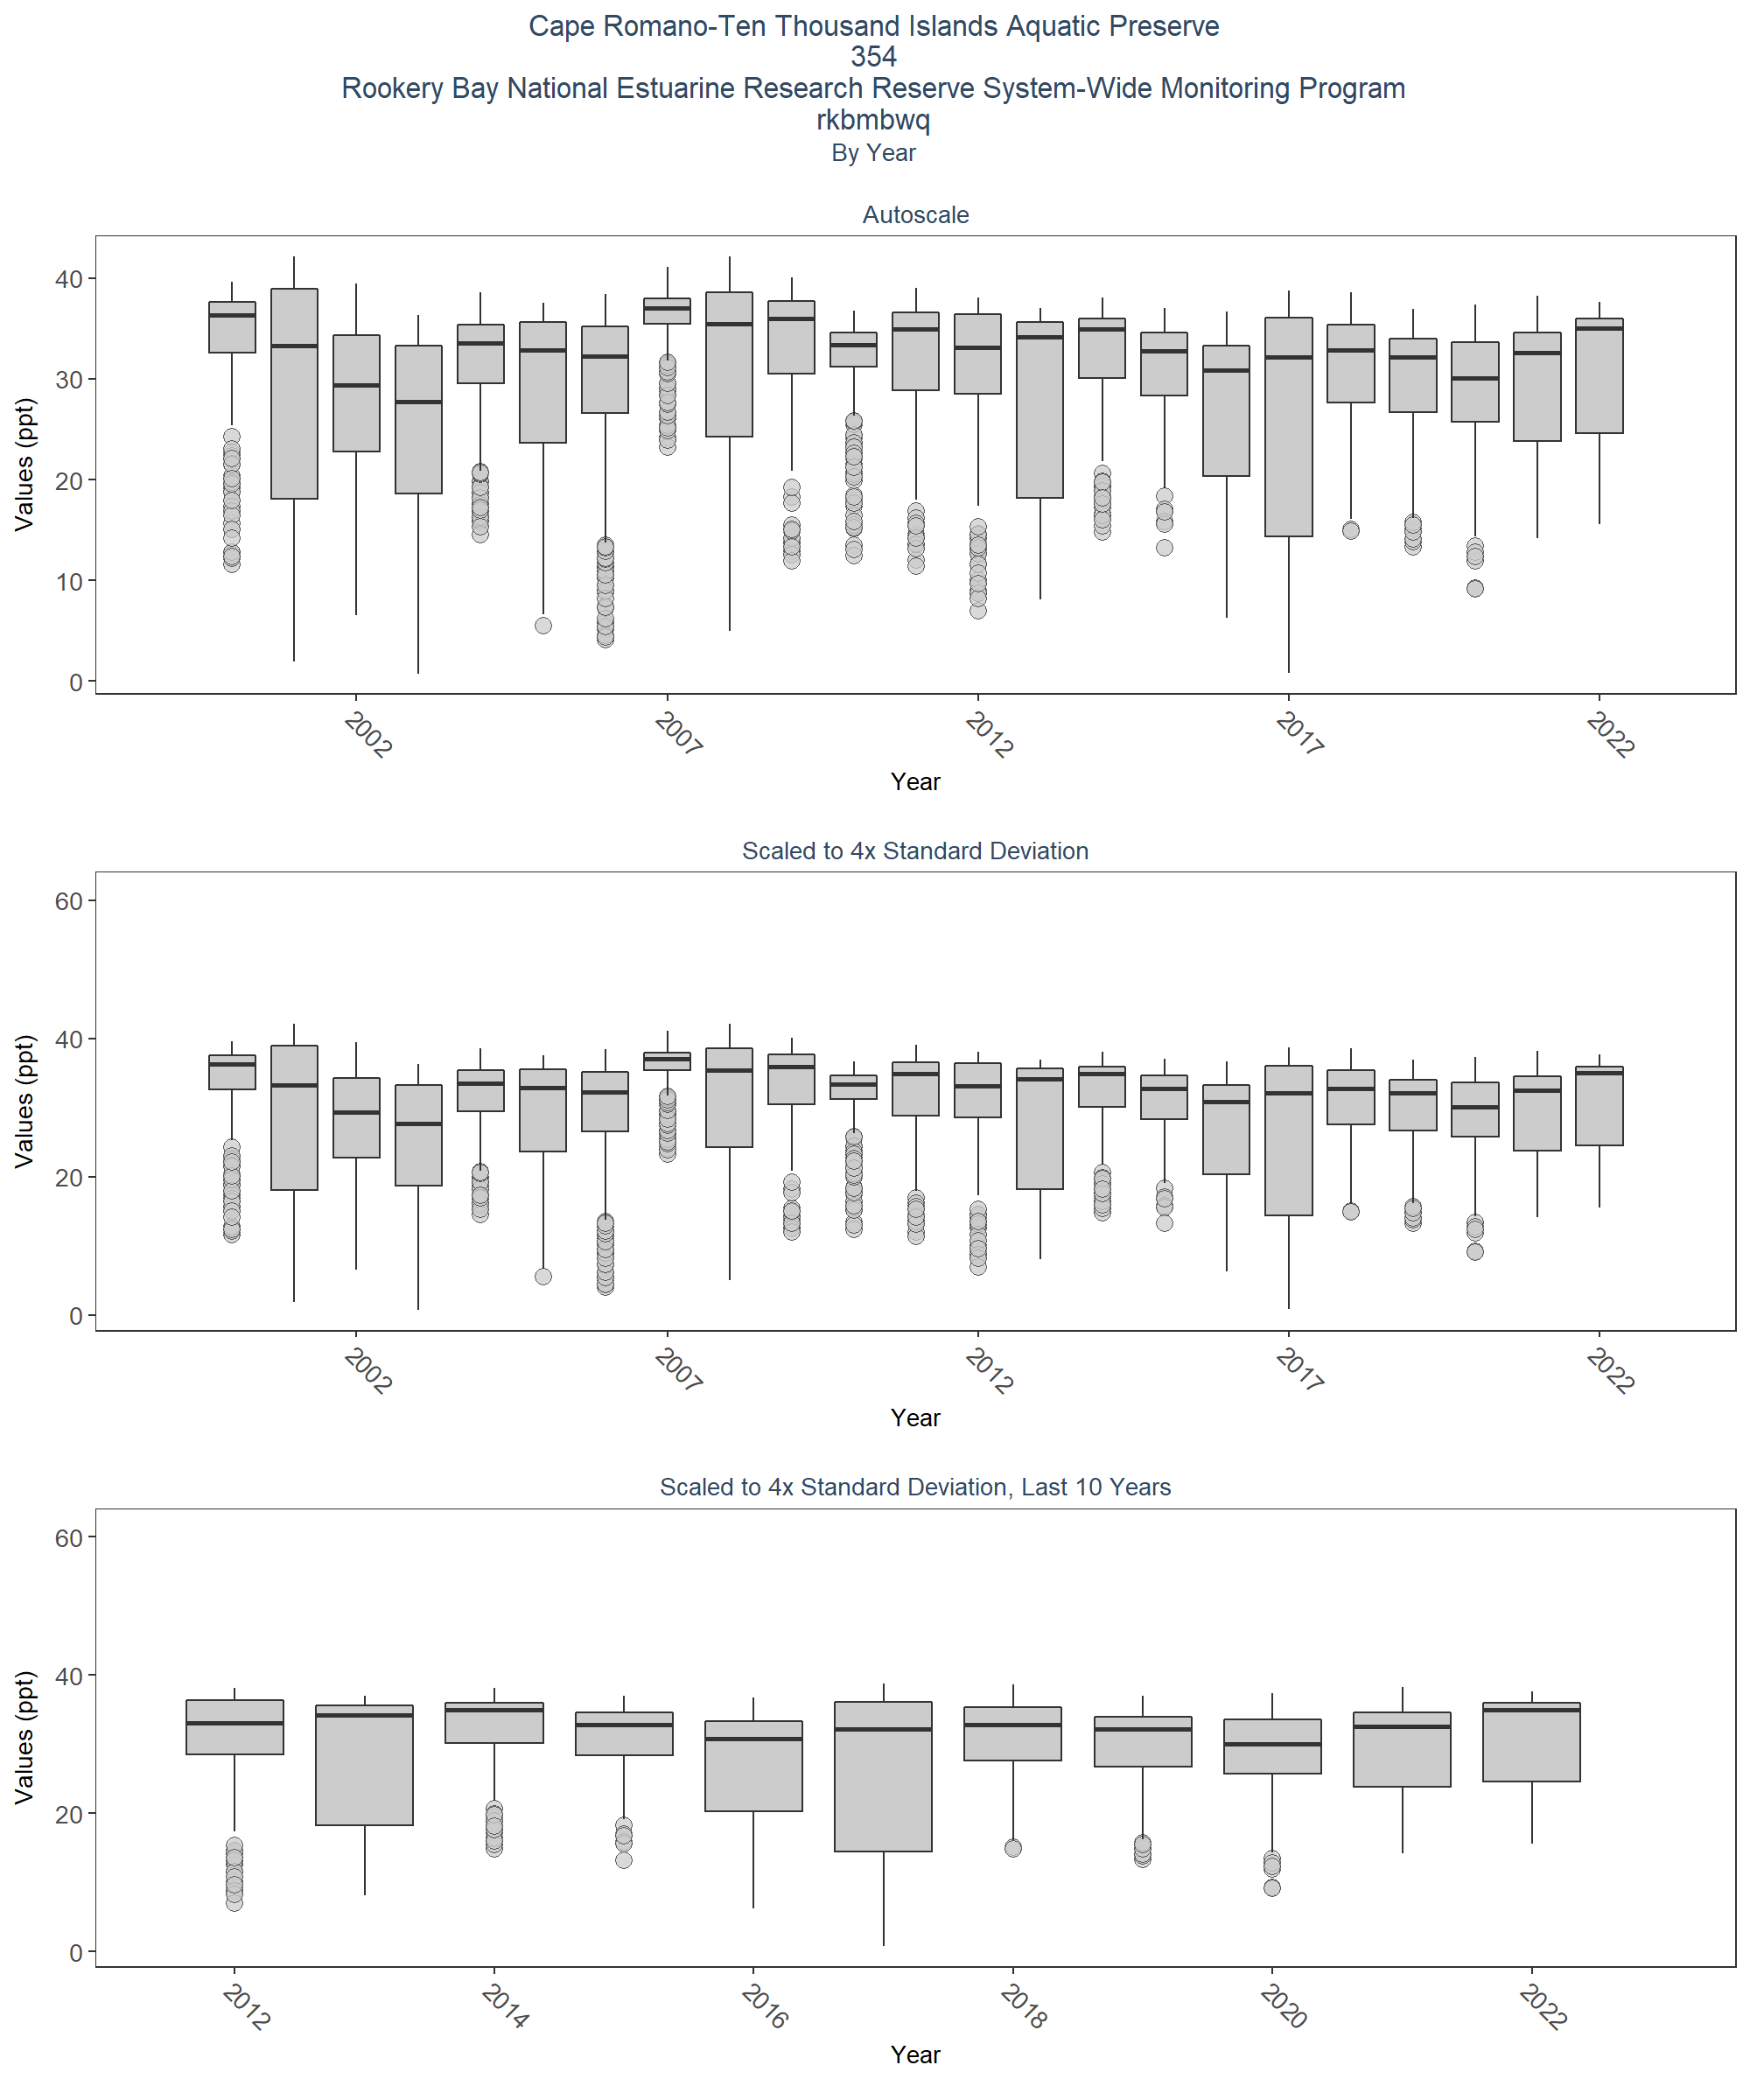 Cape Romano-Ten Thousand Islands Aquatic Preserve
354
Rookery Bay National Estuarine Research Reserve System-Wide Monitoring Program
rkbmbwq
By Year
Autoscale
Values (ppt)
40
30
20
10
0
2002 2007 2012 2017 2022
Year
Scaled to 4x Standard Deviation
Values (ppt)
60
40
20
0
2002 2007 2012 2017 2022
Year
Scaled to 4x Standard Deviation, Last 10 Years
Values (ppt)
60
40
20
0
2012 2014 2016 2018 2020 2022
Year